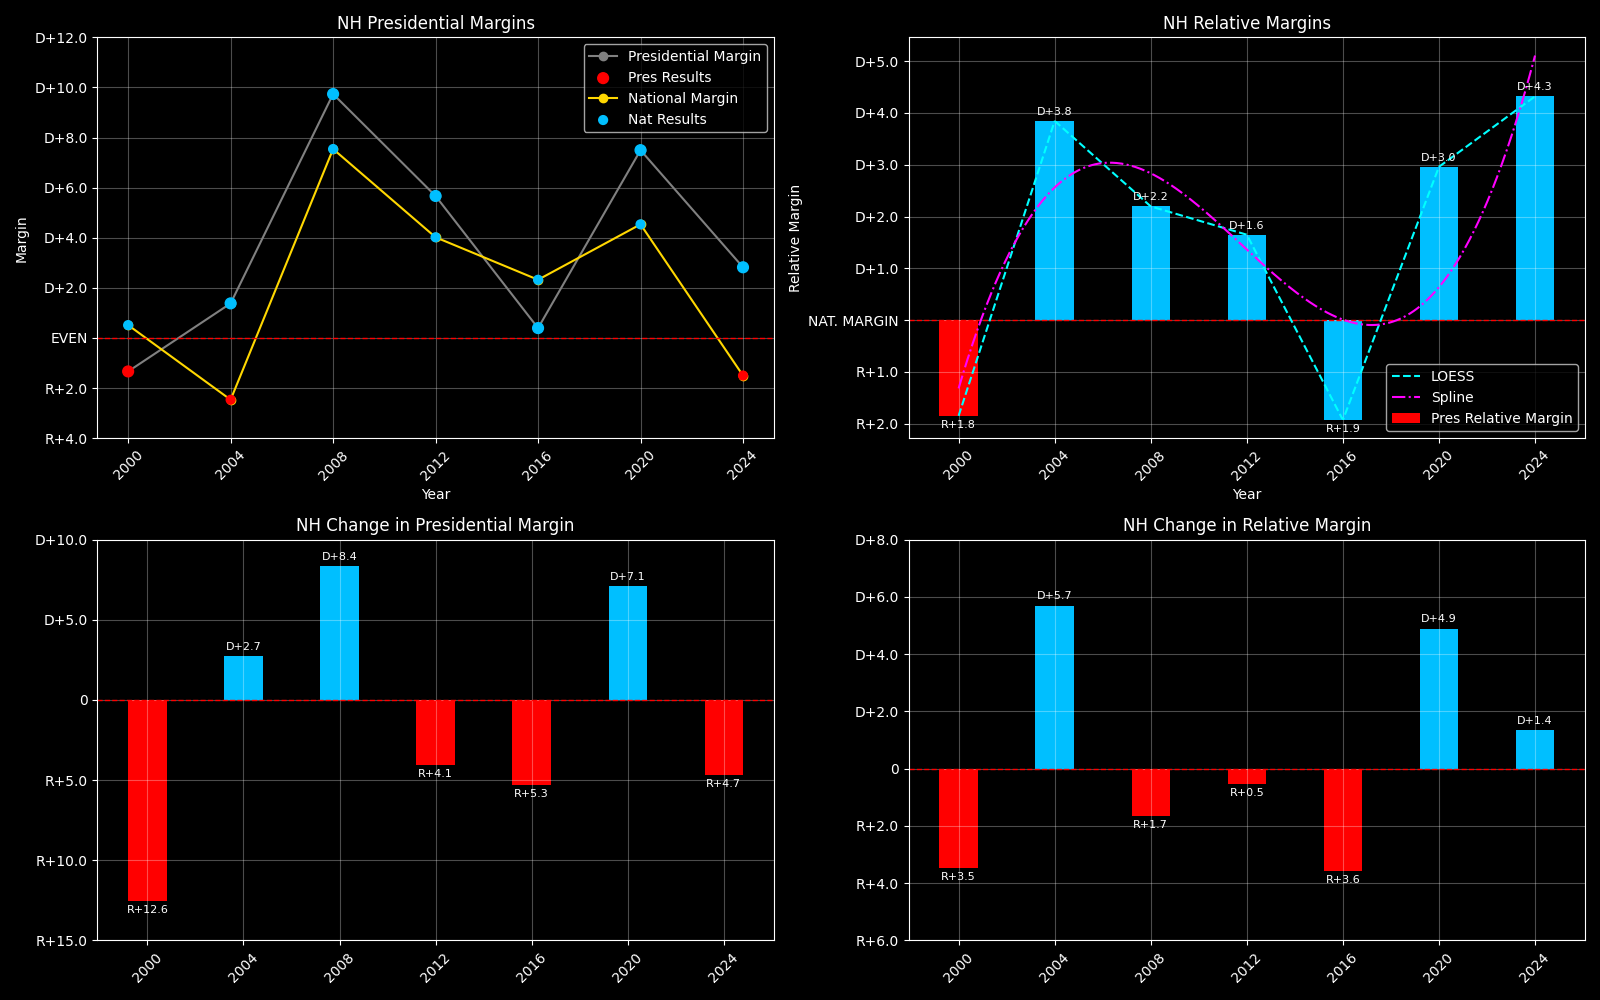 NH Presidential Margins
D+12.0
D+10.0
D+8.0
D+6.0
D+4.0
D+2.0
EVEN
R+2.0
R+4.0
Margin
Presidential Margin
Pres Results
National Margin
Nat Results
2000
2004
2008
2012
2016
2020
2024
Year
NH Relative Margins
D+5.0
D+4.0
D+3.0
D+2.0
D+1.0
NAT. MARGIN
R+1.0
R+2.0
Relative Margin
R+1.8
D+3.8
D+2.2
D+1.6
R+1.9
D+3.0
D+4.3
LOESS
Spline
Pres Relative Margin
2000
2004
2008
2012
2016
2020
2024
Year
NH Change in Presidential Margin
D+10.0
D+5.0
0
R+5.0
R+10.0
R+15.0
R+12.6
D+2.7
D+8.4
R+4.1
R+5.3
D+7.1
R+4.7
2000
2004
2008
2012
2016
2020
2024
NH Change in Relative Margin
D+8.0
D+6.0
D+4.0
D+2.0
0
R+2.0
R+4.0
R+6.0
R+3.5
D+5.7
R+1.7
R+0.5
R+3.6
D+4.9
D+1.4
2000
2004
2008
2012
2016
2020
2024